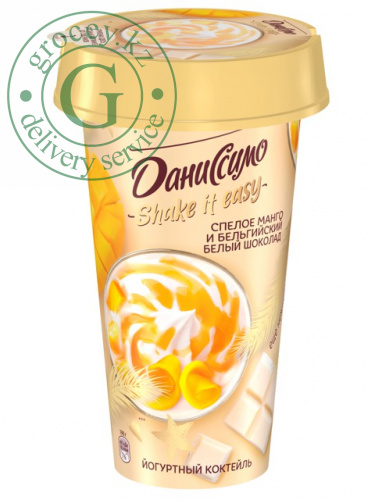 grocery.kz
G
delivery service
ДаниССимо
Shake it easy
СПЕЛОЕ МАНГО
И БЕЛЬГИЙСКИЙ
БЕЛЫЙ ШОКОЛАД
ЙОГУРТНЫЙ КОКТЕЙЛЬ